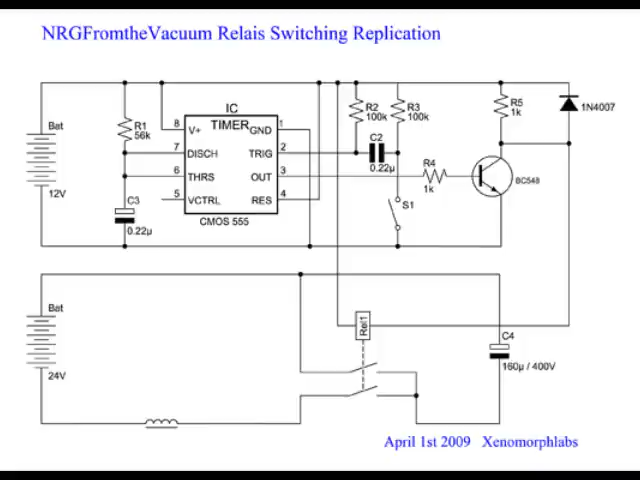 NRGFromtheVacuum Relais Switching Replication
Bat
12V
R1
56k
C3
0.22µ
IC
TIMER
CMOS 555
8 V+ GND 1
7 DISCH TRIG 2
6 THRS OUT 3
5 VCTRL RES 4
R2
100k
R3
100k
C2
0.22µ
S1
R4
1k
R5
1k
1N4007
BC548
Bat
24V
Rel1
C4
160µ / 400V
April 1st 2009 Xenomorphlabs